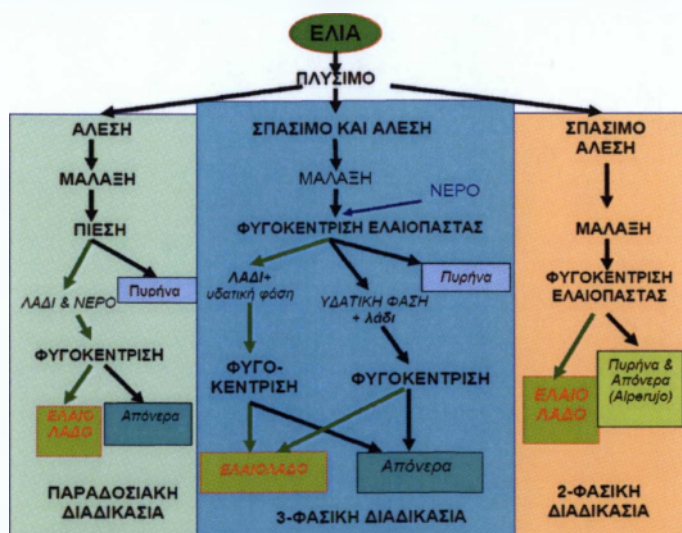 ΕΛΙΑ
ΠΛΥΣΙΜΟ
ΑΛΕΣΗ
ΜΑΛΑΞΗ
ΠΙΕΣΗ
Πυρήνα
ΛΑΔΙ & ΝΕΡΟ
ΦΥΓΟΚΕΝΤΡΙΣΗ
ΕΛΑΙΟ
ΛΑΔΟ
Απόνερα
ΠΑΡΑΔΟΣΙΑΚΗ
ΔΙΑΔΙΚΑΣΙΑ
ΣΠΑΣΙΜΟ ΚΑΙ ΑΛΕΣΗ
ΜΑΛΑΞΗ
ΝΕΡΟ
ΦΥΓΟΚΕΝΤΡΙΣΗ ΕΛΑΙΟΠΑΣΤΑΣ
ΛΑΔΙ+
υδατική φάση
Πυρήνα
ΥΔΑΤΙΚΗ ΦΑΣΗ
+ λάδι
ΦΥΓΟ-
ΚΕΝΤΡΙΣΗ
ΦΥΓΟΚΕΝΤΡΙΣΗ
ΕΛΑΙΟΛΑΔΟ
Απόνερα
3-ΦΑΣΙΚΗ ΔΙΑΔΙΚΑΣΙΑ
ΣΠΑΣΙΜΟ
ΑΛΕΣΗ
ΜΑΛΑΞΗ
ΦΥΓΟΚΕΝΤΡΙΣΗ
ΕΛΑΙΟΠΑΣΤΑΣ
ΕΛΑΙΟ
ΛΑΔΟ
Πυρήνα &
Απόνερα
(Alperujo)
2-ΦΑΣΙΚΗ
ΔΙΑΔΙΚΑΣΙΑ